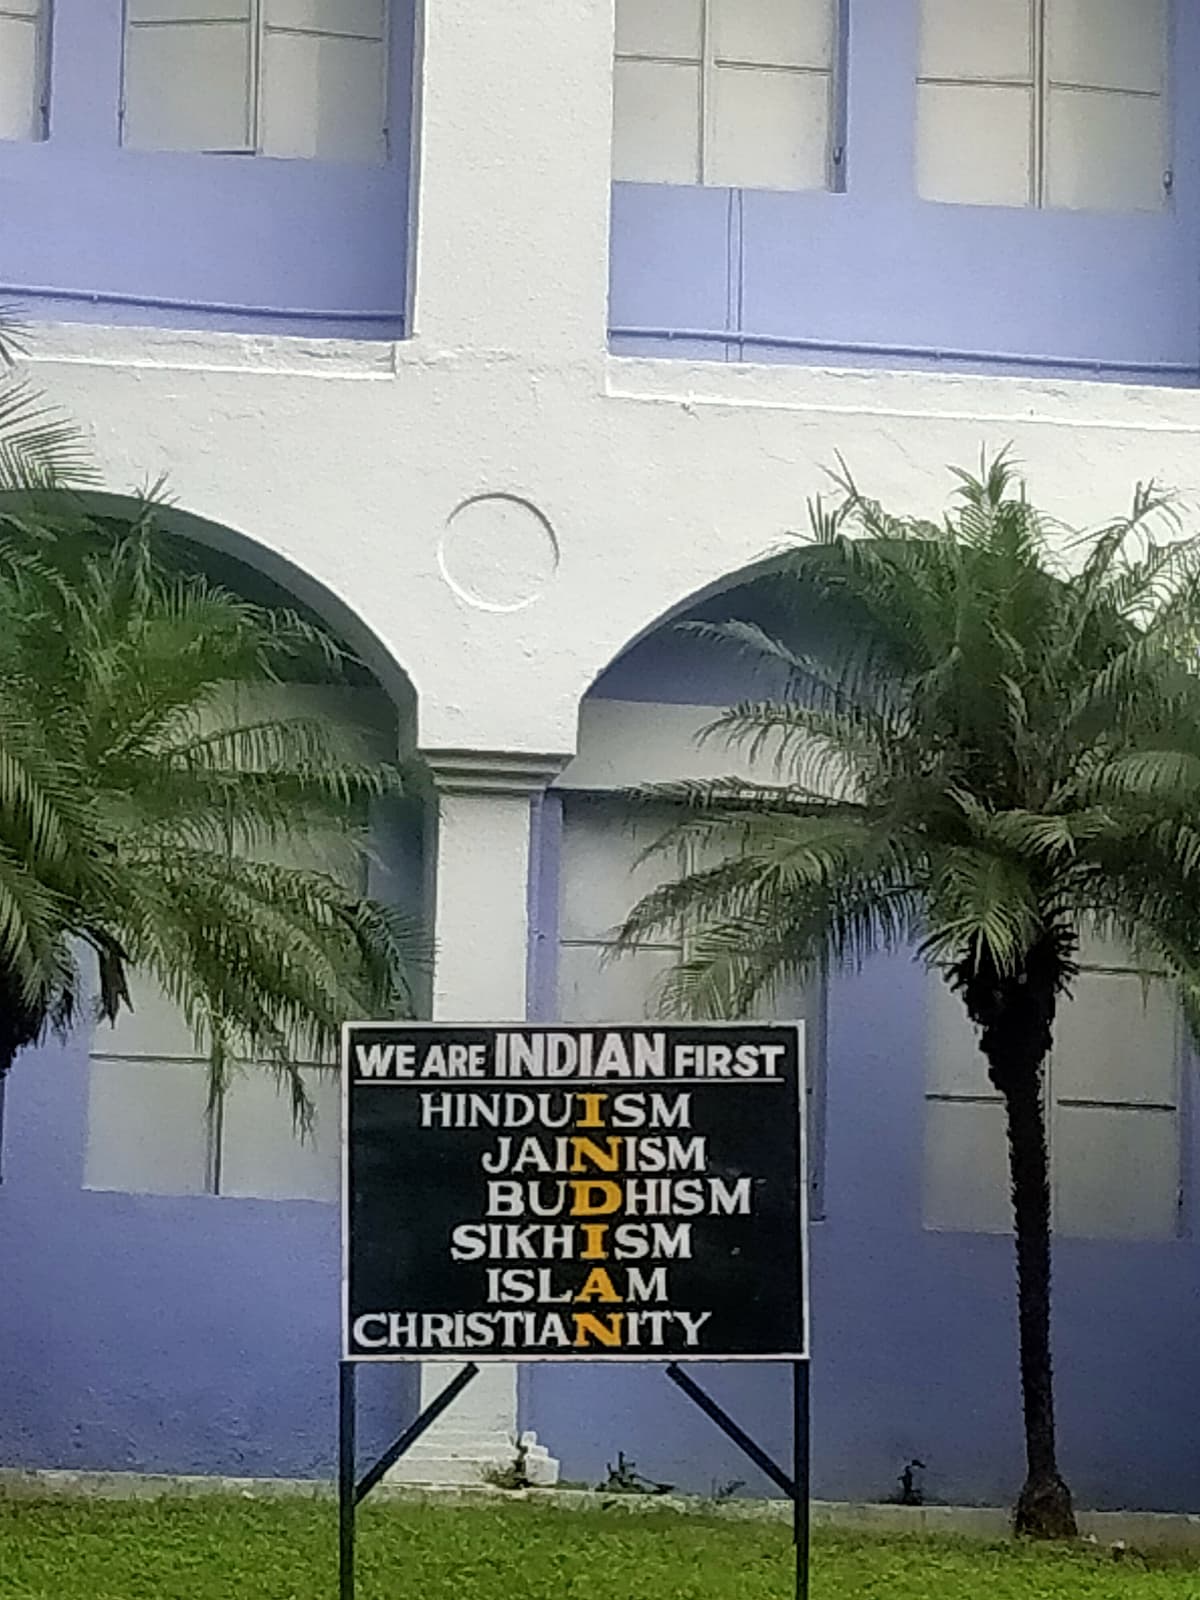 WE ARE INDIAN FIRST
HINDUISM
JAINISM
BUDHISM
SIKHISM
ISLAM
CHRISTIANITY